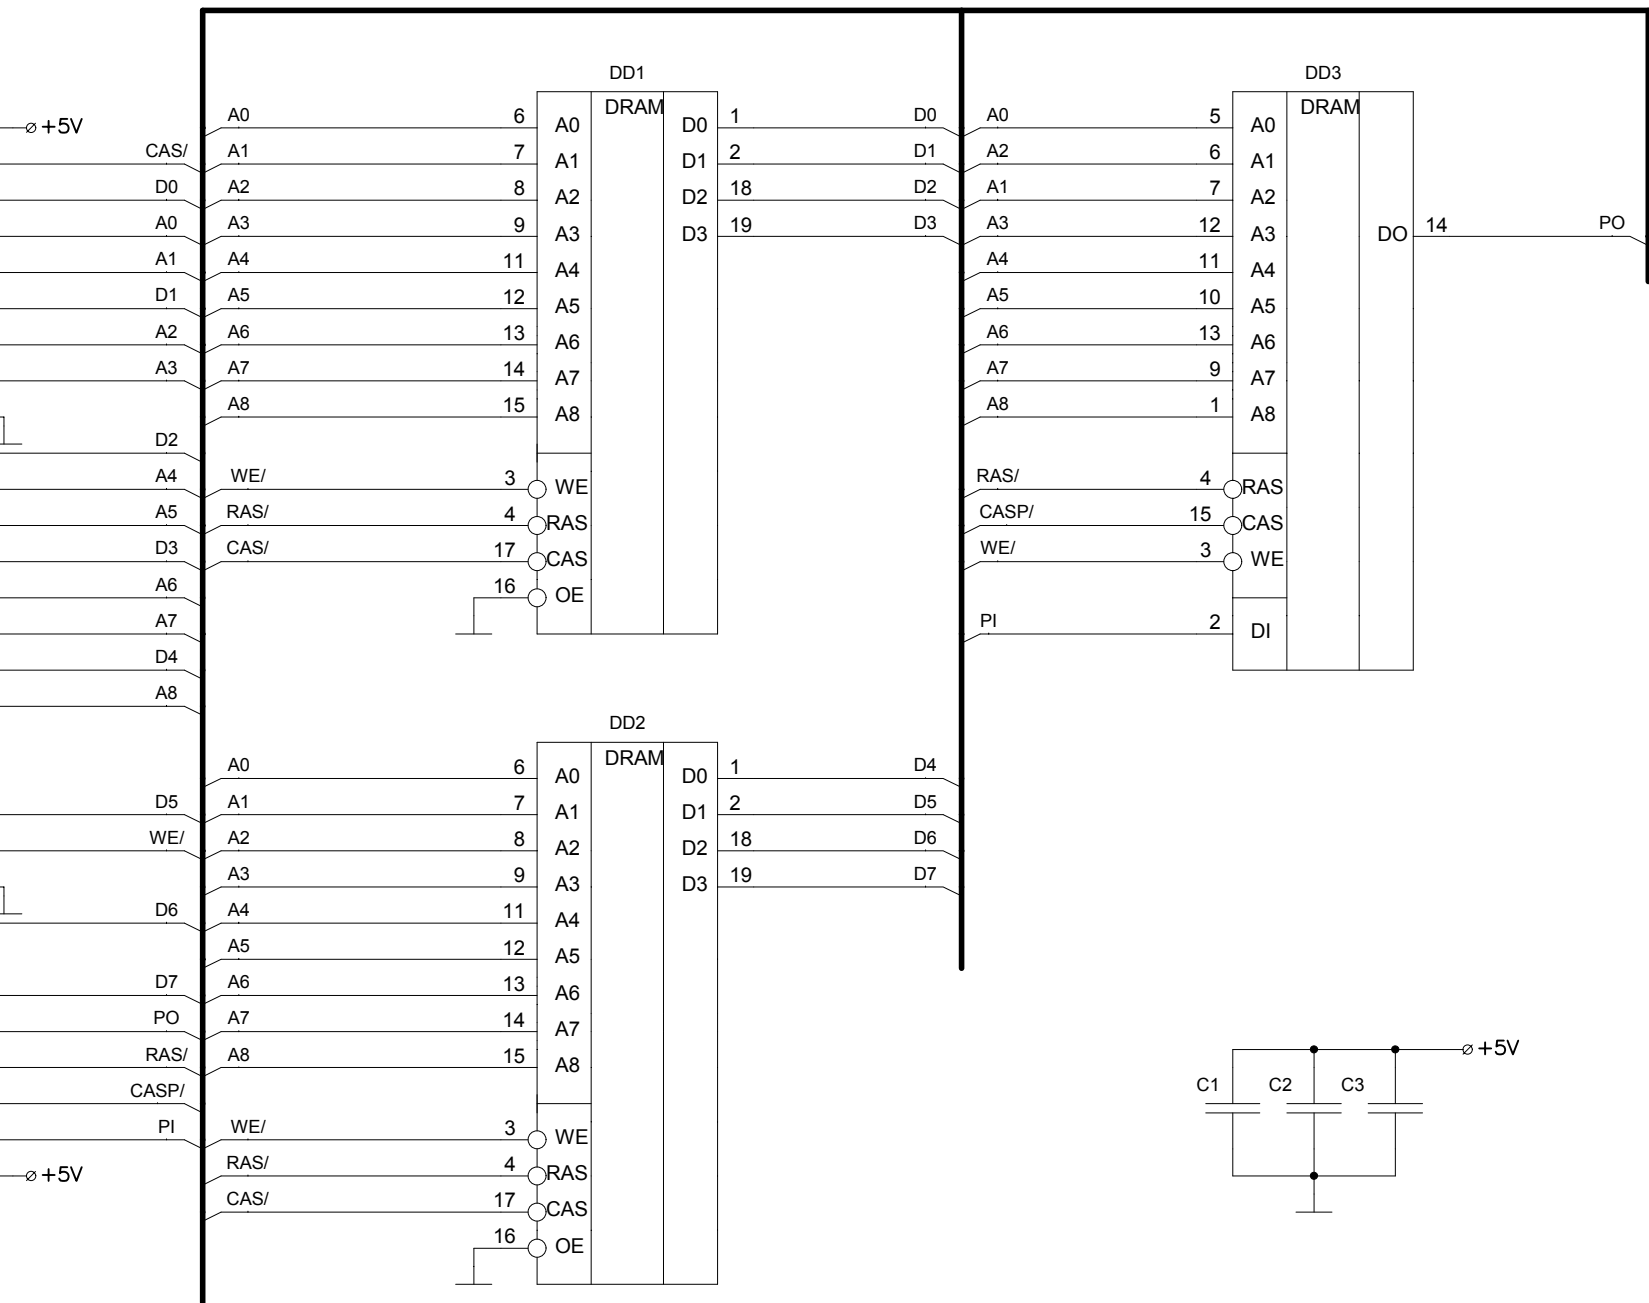 DD1
DD3
+5V
A0 6 A0 DRAM D0 1 D0
A0 5 A0 DRAM
CAS/
A1 7 A1 D1 2 D1
A2 6 A1
D0
A2 8 A2 D2 18 D2
A1 7 A2
A0
A3 9 A3 D3 19 D3
A3 12 A3 DO 14 PO
A1
A4 11 A4
A4 11 A4
D1
A5 12 A5
A5 10 A5
A2
A6 13 A6
A6 13 A6
A3
A7 14 A7
A7 9 A7
A8 15 A8
A8 1 A8
D2
A4
WE/ 3 WE
RAS/ 4 RAS
A5
RAS/ 4 RAS
CASP/ 15 CAS
D3
CAS/ 17 CAS
WE/ 3 WE
A6
16 OE
A7
PI 2 DI
D4
A8
DD2
A0 6 A0 DRAM D0 1 D4
D5
A1 7 A1 D1 2 D5
WE/
A2 8 A2 D2 18 D6
A3 9 A3 D3 19 D7
D6
A4 11 A4
A5 12 A5
D7
A6 13 A6
PO
A7 14 A7
RAS/
A8 15 A8
+5V
CASP/
C1 C2 C3
PI
WE/ 3 WE
+5V
RAS/ 4 RAS
CAS/ 17 CAS
16 OE